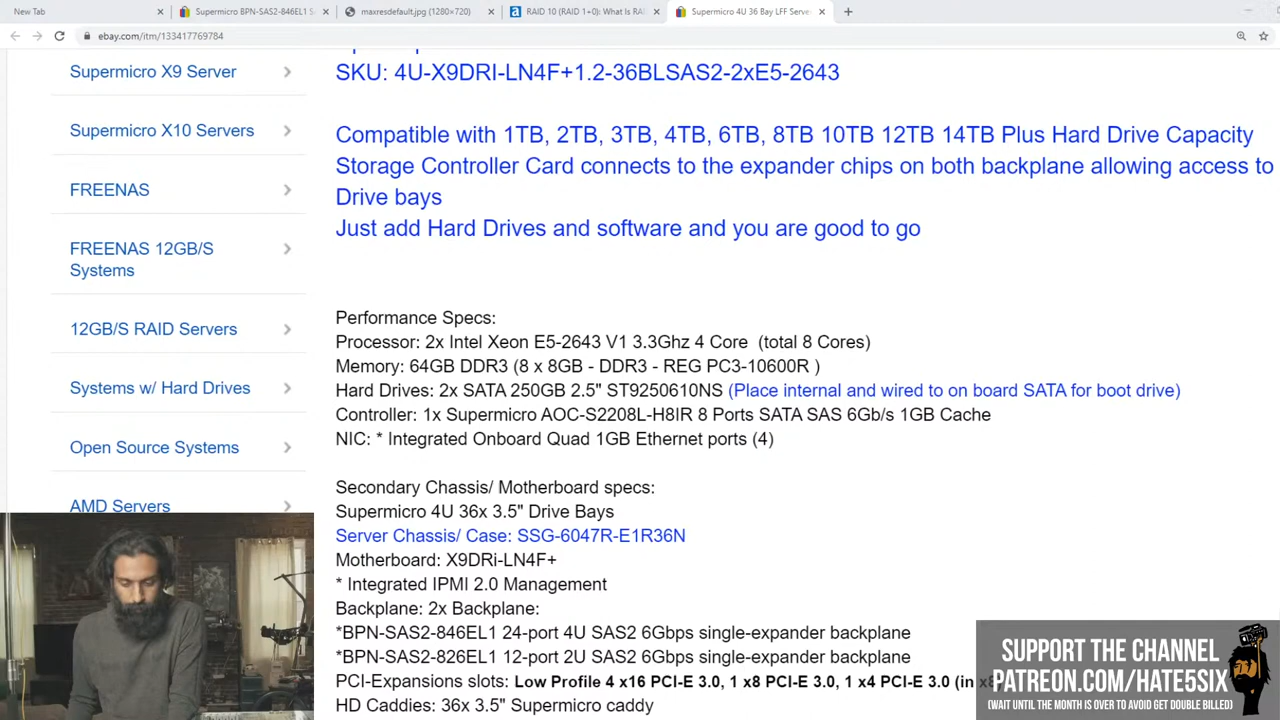 New Tab
Supermicro BPN-SAS2-846EL1 S
maxresdefault.jpg (1280×720)
RAID 10 (RAID 1+0): What Is RAI
Supermicro 4U 36 Bay LFF Server
ebay.com/itm/133417769784
Supermicro X9 Server
Supermicro X10 Servers
FREENAS
FREENAS 12GB/S
Systems
12GB/S RAID Servers
Systems w/ Hard Drives
Open Source Systems
AMD Servers
SKU: 4U-X9DRI-LN4F+1.2-36BLSAS2-2xE5-2643
Compatible with 1TB, 2TB, 3TB, 4TB, 6TB, 8TB 10TB 12TB 14TB Plus Hard Drive Capacity
Storage Controller Card connects to the expander chips on both backplane allowing access to
Drive bays
Just add Hard Drives and software and you are good to go
Performance Specs:
Processor: 2x Intel Xeon E5-2643 V1 3.3Ghz 4 Core (total 8 Cores)
Memory: 64GB DDR3 (8 x 8GB - DDR3 - REG PC3-10600R )
Hard Drives: 2x SATA 250GB 2.5" ST9250610NS (Place internal and wired to on board SATA for boot drive)
Controller: 1x Supermicro AOC-S2208L-H8IR 8 Ports SATA SAS 6Gb/s 1GB Cache
NIC: * Integrated Onboard Quad 1GB Ethernet ports (4)
Secondary Chassis/ Motherboard specs:
Supermicro 4U 36x 3.5" Drive Bays
Server Chassis/ Case: SSG-6047R-E1R36N
Motherboard: X9DRi-LN4F+
* Integrated IPMI 2.0 Management
Backplane: 2x Backplane:
*BPN-SAS2-846EL1 24-port 4U SAS2 6Gbps single-expander backplane
*BPN-SAS2-826EL1 12-port 2U SAS2 6Gbps single-expander backplane
PCI-Expansions slots: Low Profile 4 x16 PCI-E 3.0, 1 x8 PCI-E 3.0, 1 x4 PCI-E 3.0 (in x8
HD Caddies: 36x 3.5" Supermicro caddy
SUPPORT THE CHANNEL
PATREON.COM/HATE5SIX
(WAIT UNTIL THE MONTH IS OVER TO AVOID GET DOUBLE BILLED)